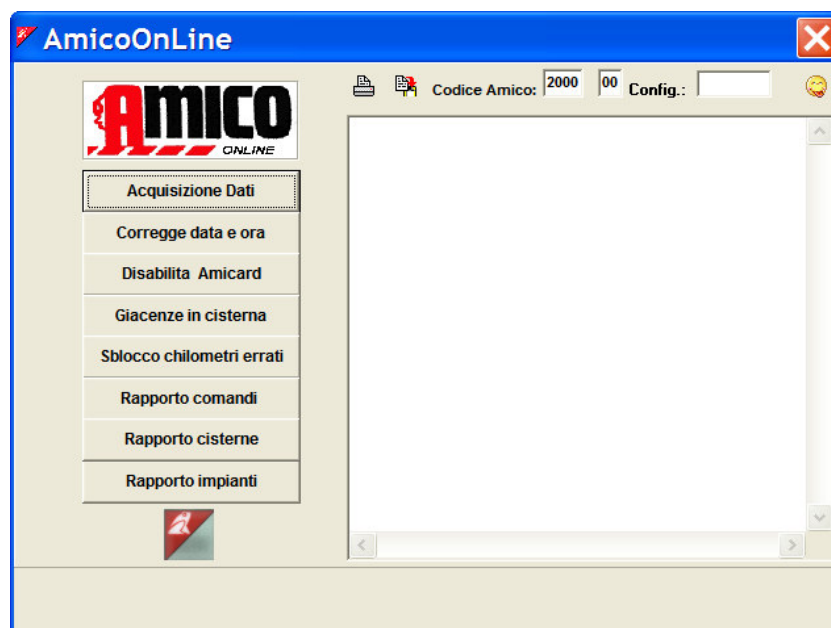 AmicoOnLine
AMICO
ONLINE
Codice Amico: 2000 00 Config.:
Acquisizione Dati
Corregge data e ora
Disabilita Amicard
Giacenze in cisterna
Sblocco chilometri errati
Rapporto comandi
Rapporto cisterne
Rapporto impianti